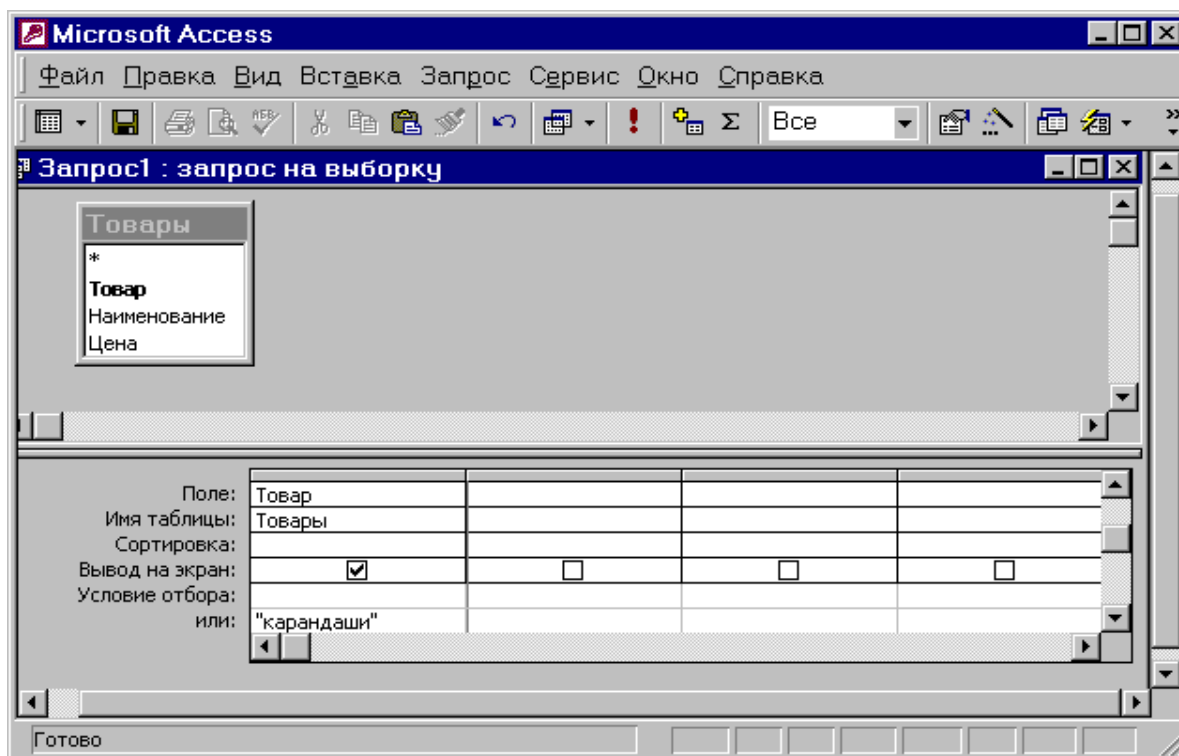 Microsoft Access
Файл Правка Вид Вставка Запрос Сервис Окно Справка
Σ Все
Запрос1 : запрос на выборку
Товары
*
Товар
Наименование
Цена
Поле: Товар
Имя таблицы: Товары
Сортировка:
Вывод на экран:
Условие отбора:
или: "карандаши"
Готово